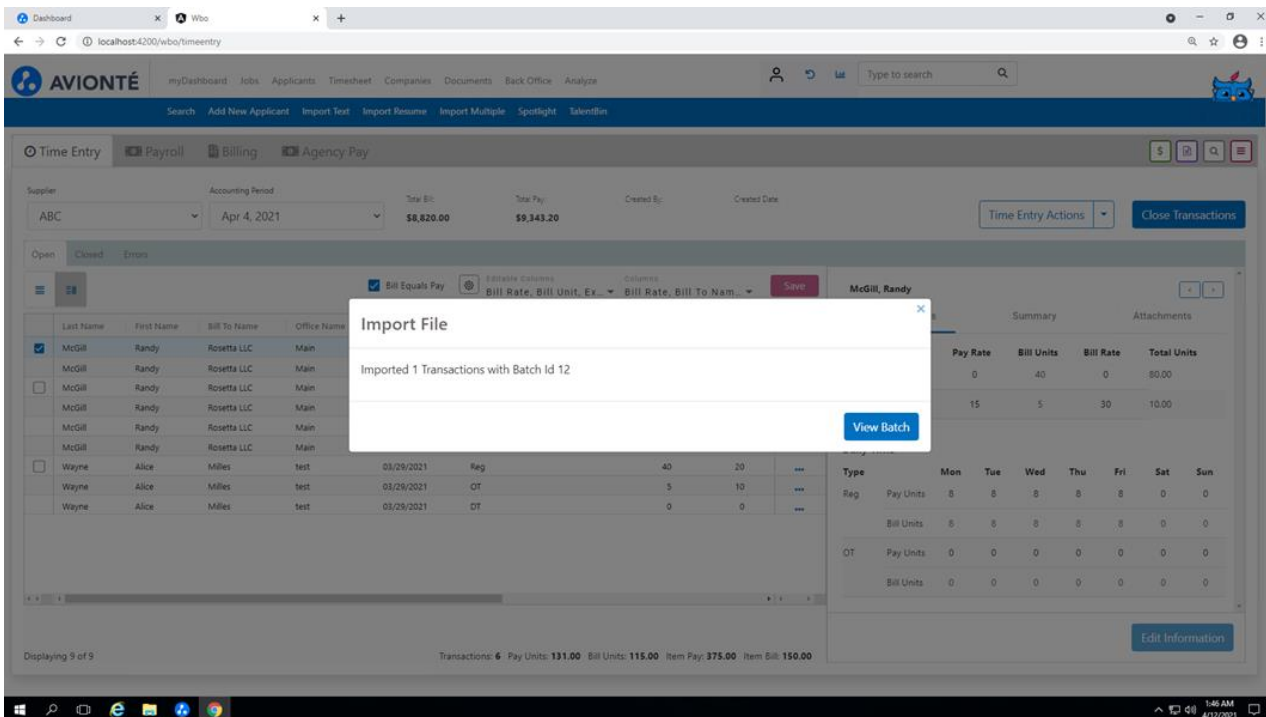 Dashboard
Wbo
localhost:4200/wbo/timeentry
AVIONTÉ
myDashboard Jobs Applicants Timesheet Companies Documents Back Office Analyze
Type to search
Search Add New Applicant Import Text Import Resume Import Multiple Spotlight TalentBin
Time Entry Payroll Billing Agency Pay
Supplier Accounting Period Total Bill: Total Pay: Created By: Created Date:
ABC Apr 4, 2021 $8,820.00 $9,343.20
Time Entry Actions Close Transactions
Open Closed Errors
Bill Equals Pay Editable Columns Columns
Bill Rate, Bill Unit, Ex... Bill Rate, Bill To Nam... Save
McGill, Randy
Last Name First Name Bill To Name Office Name
Summary Attachments
Import File
Imported 1 Transactions with Batch Id 12
View Batch
McGill Randy Rosetta LLC Main
McGill Randy Rosetta LLC Main
McGill Randy Rosetta LLC Main
McGill Randy Rosetta LLC Main
McGill Randy Rosetta LLC Main
McGill Randy Rosetta LLC Main
Wayne Alice Milles test 03/29/2021 Reg 40 20
Wayne Alice Milles test 03/29/2021 OT 5 10
Wayne Alice Milles test 03/29/2021 DT 0 0
Pay Rate Bill Units Bill Rate Total Units
0 40 0 80.00
15 5 30 10.00
Type Mon Tue Wed Thu Fri Sat Sun
Reg Pay Units 8 8 8 8 8 0 0
Bill Units 8 8 8 8 8 0 0
OT Pay Units 0 0 0 0 0 0 0
Bill Units 0 0 0 0 0 0 0
Edit Information
Displaying 9 of 9
Transactions: 6 Pay Units: 131.00 Bill Units: 115.00 Item Pay: 375.00 Item Bill: 150.00
1:46 AM
4/12/2021